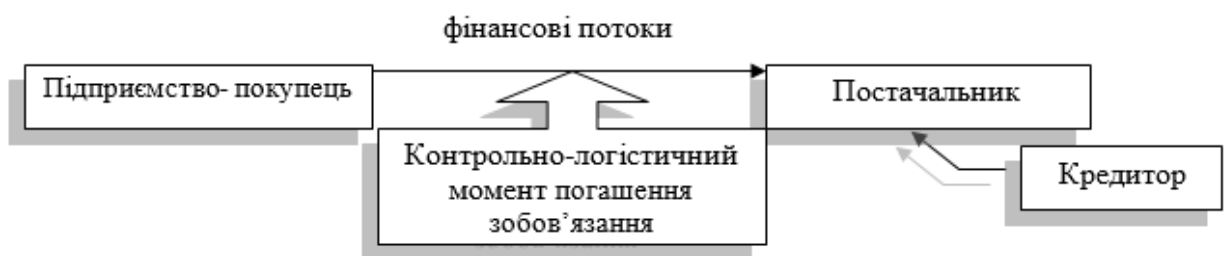 фінансові потоки
Підприємство- покупець
Постачальник
Контрольно-логістичний
момент погашення
зобов’язання
Кредитор